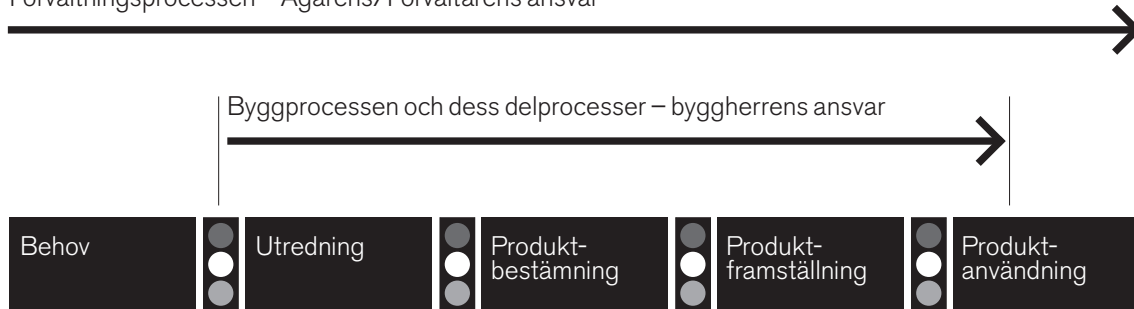 Förvaltningsprocessen – Ägarens/Förvaltarens ansvar
Byggprocessen och dess delprocesser – byggherrens ansvar
Behov
Utredning
Produkt-
bestämning
Produkt-
framställning
Produkt-
användning